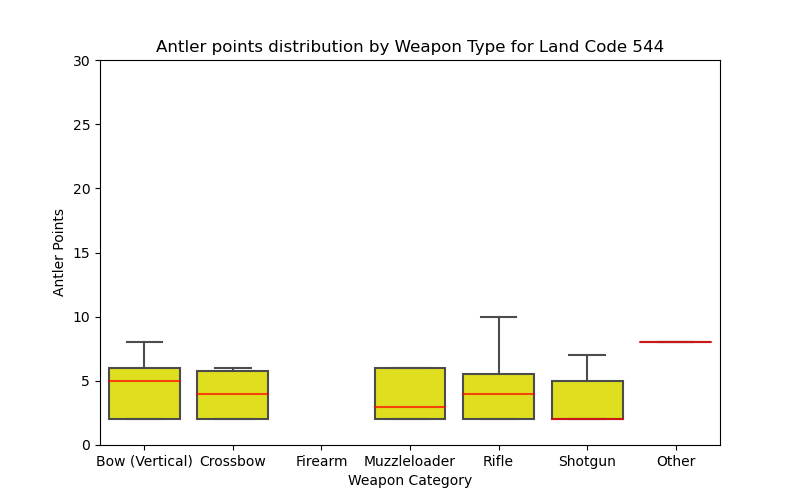 Antler points distribution by Weapon Type for Land Code 544
30
25
20
15
10
5
0
Antler Points
Bow (Vertical) Crossbow Firearm Muzzleloader Rifle Shotgun Other
Weapon Category